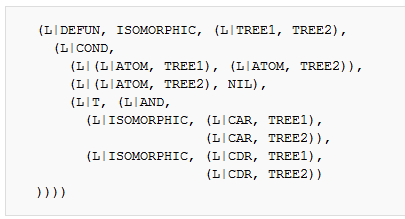 (L|DEFUN, ISOMORPHIC, (L|TREE1, TREE2),
(L|COND,
(L|(L|ATOM, TREE1), (L|ATOM, TREE2)),
(L|(L|ATOM, TREE2), NIL),
(L|T, (L|AND,
(L|ISOMORPHIC, (L|CAR, TREE1),
(L|CAR, TREE2)),
(L|ISOMORPHIC, (L|CDR, TREE1),
(L|CDR, TREE2))
))))